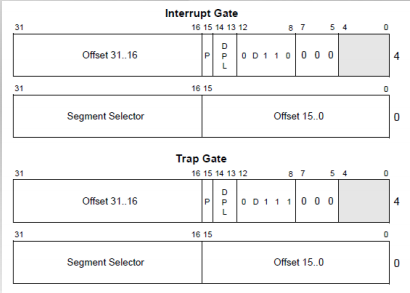 Interrupt Gate
31 16 15 14 13 12 8 7 5 4 0
Offset 31..16 P D P L 0 D 1 1 0 0 0 0 4
31 16 15 0
Segment Selector Offset 15..0 0
Trap Gate
31 16 15 14 13 12 8 7 5 4 0
Offset 31..16 P D P L 0 D 1 1 1 0 0 0 4
31 16 15 0
Segment Selector Offset 15..0 0